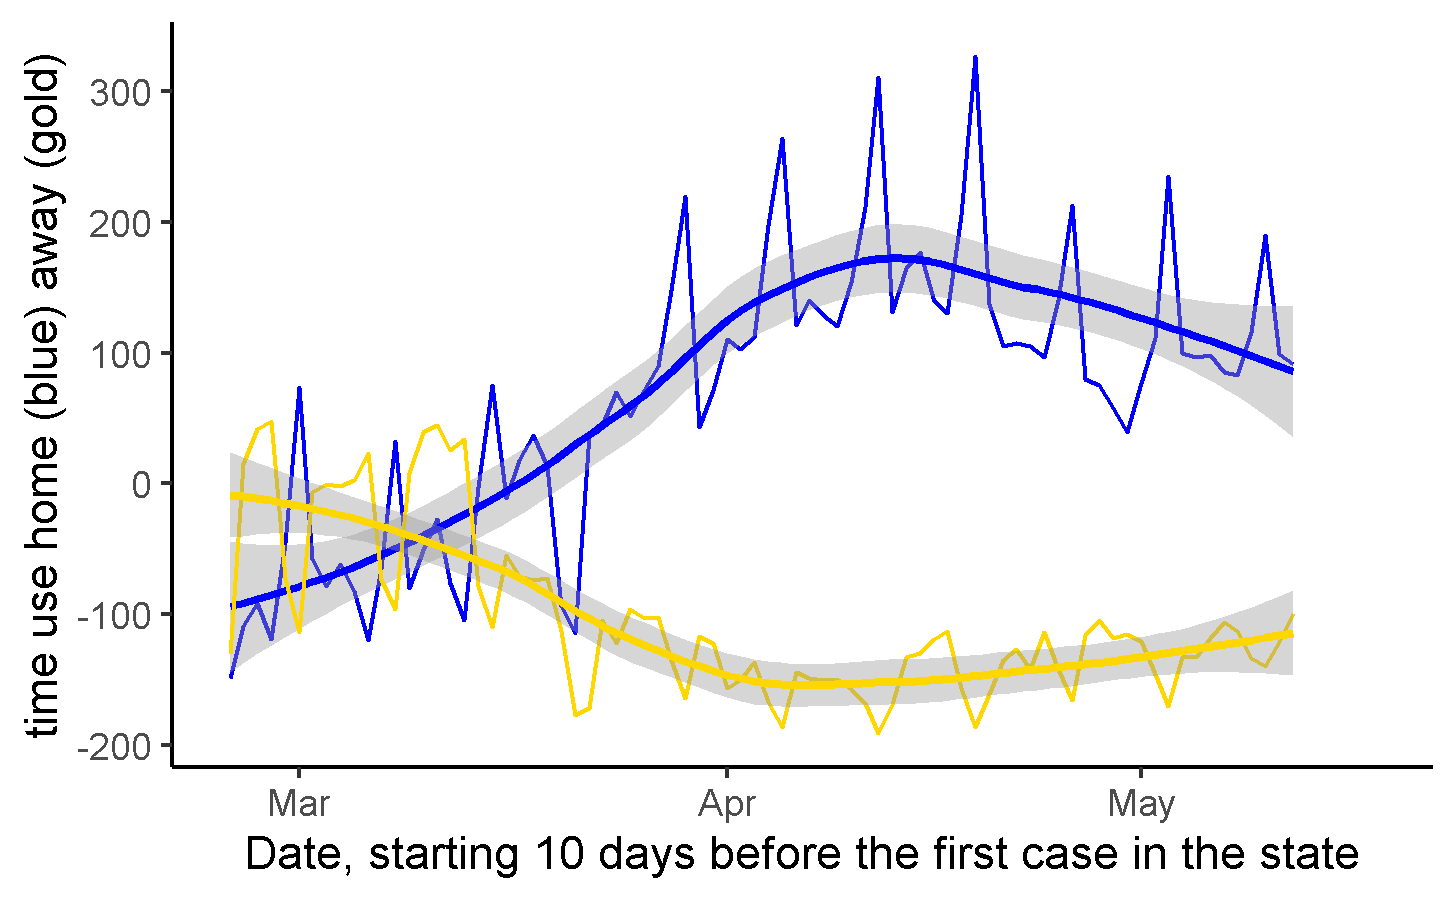 time use home (blue) away (gold)
300
200
100
0
-100
-200
Mar Apr May
Date, starting 10 days before the first case in the state